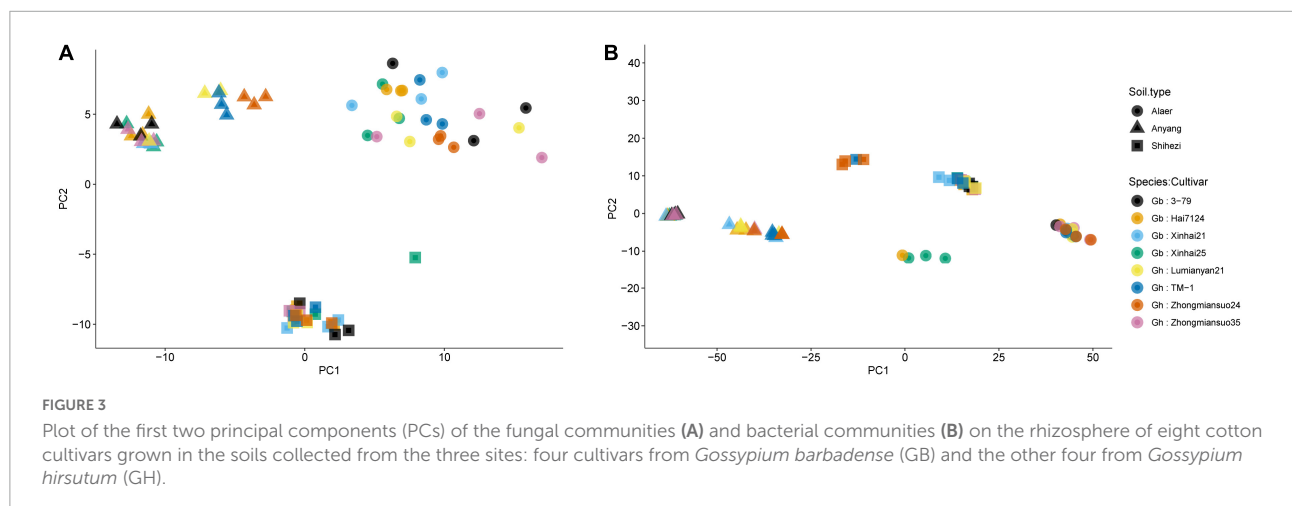 A
B
PC2
5
0
−5
−10
−10
0
10
PC1
PC2
40
30
20
10
0
−10
−20
−30
−50
−25
0
25
50
PC1
Soil.type
Alaer
Anyang
Shihezi
Species:Cultivar
Gb : 3−79
Gb : Hai7124
Gb : Xinhai21
Gb : Xinhai25
Gh : Lumianyan21
Gh : TM−1
Gh : Zhongmiansuo24
Gh : Zhongmiansuo35
FIGURE 3
Plot of the first two principal components (PCs) of the fungal communities (A) and bacterial communities (B) on the rhizosphere of eight cotton
cultivars grown in the soils collected from the three sites: four cultivars from Gossypium barbadense (GB) and the other four from Gossypium
hirsutum (GH).